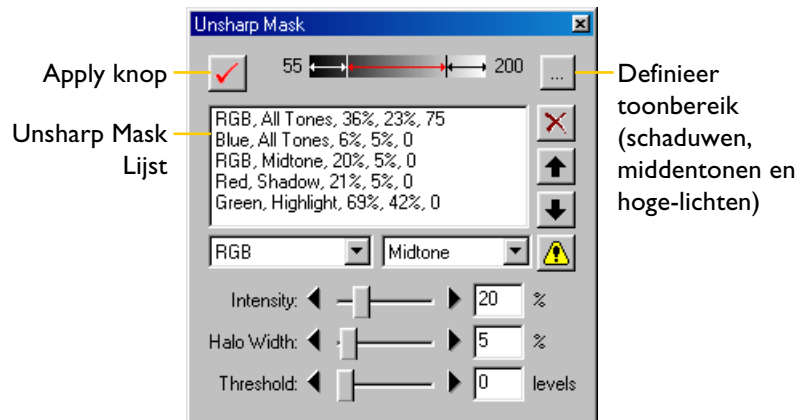 Unsharp Mask
Apply knop
55
200
...
Definieer
toonbereik
(schaduwen,
middentonen en
hoge-lichten)
Unsharp Mask
Lijst
RGB, All Tones, 36%, 23%, 75
Blue, All Tones, 6%, 5%, 0
RGB, Midtone, 20%, 5%, 0
Red, Shadow, 21%, 5%, 0
Green, Highlight, 69%, 42%, 0
RGB
Midtone
Intensity: 20 %
Halo Width: 5 %
Threshold: 0 levels